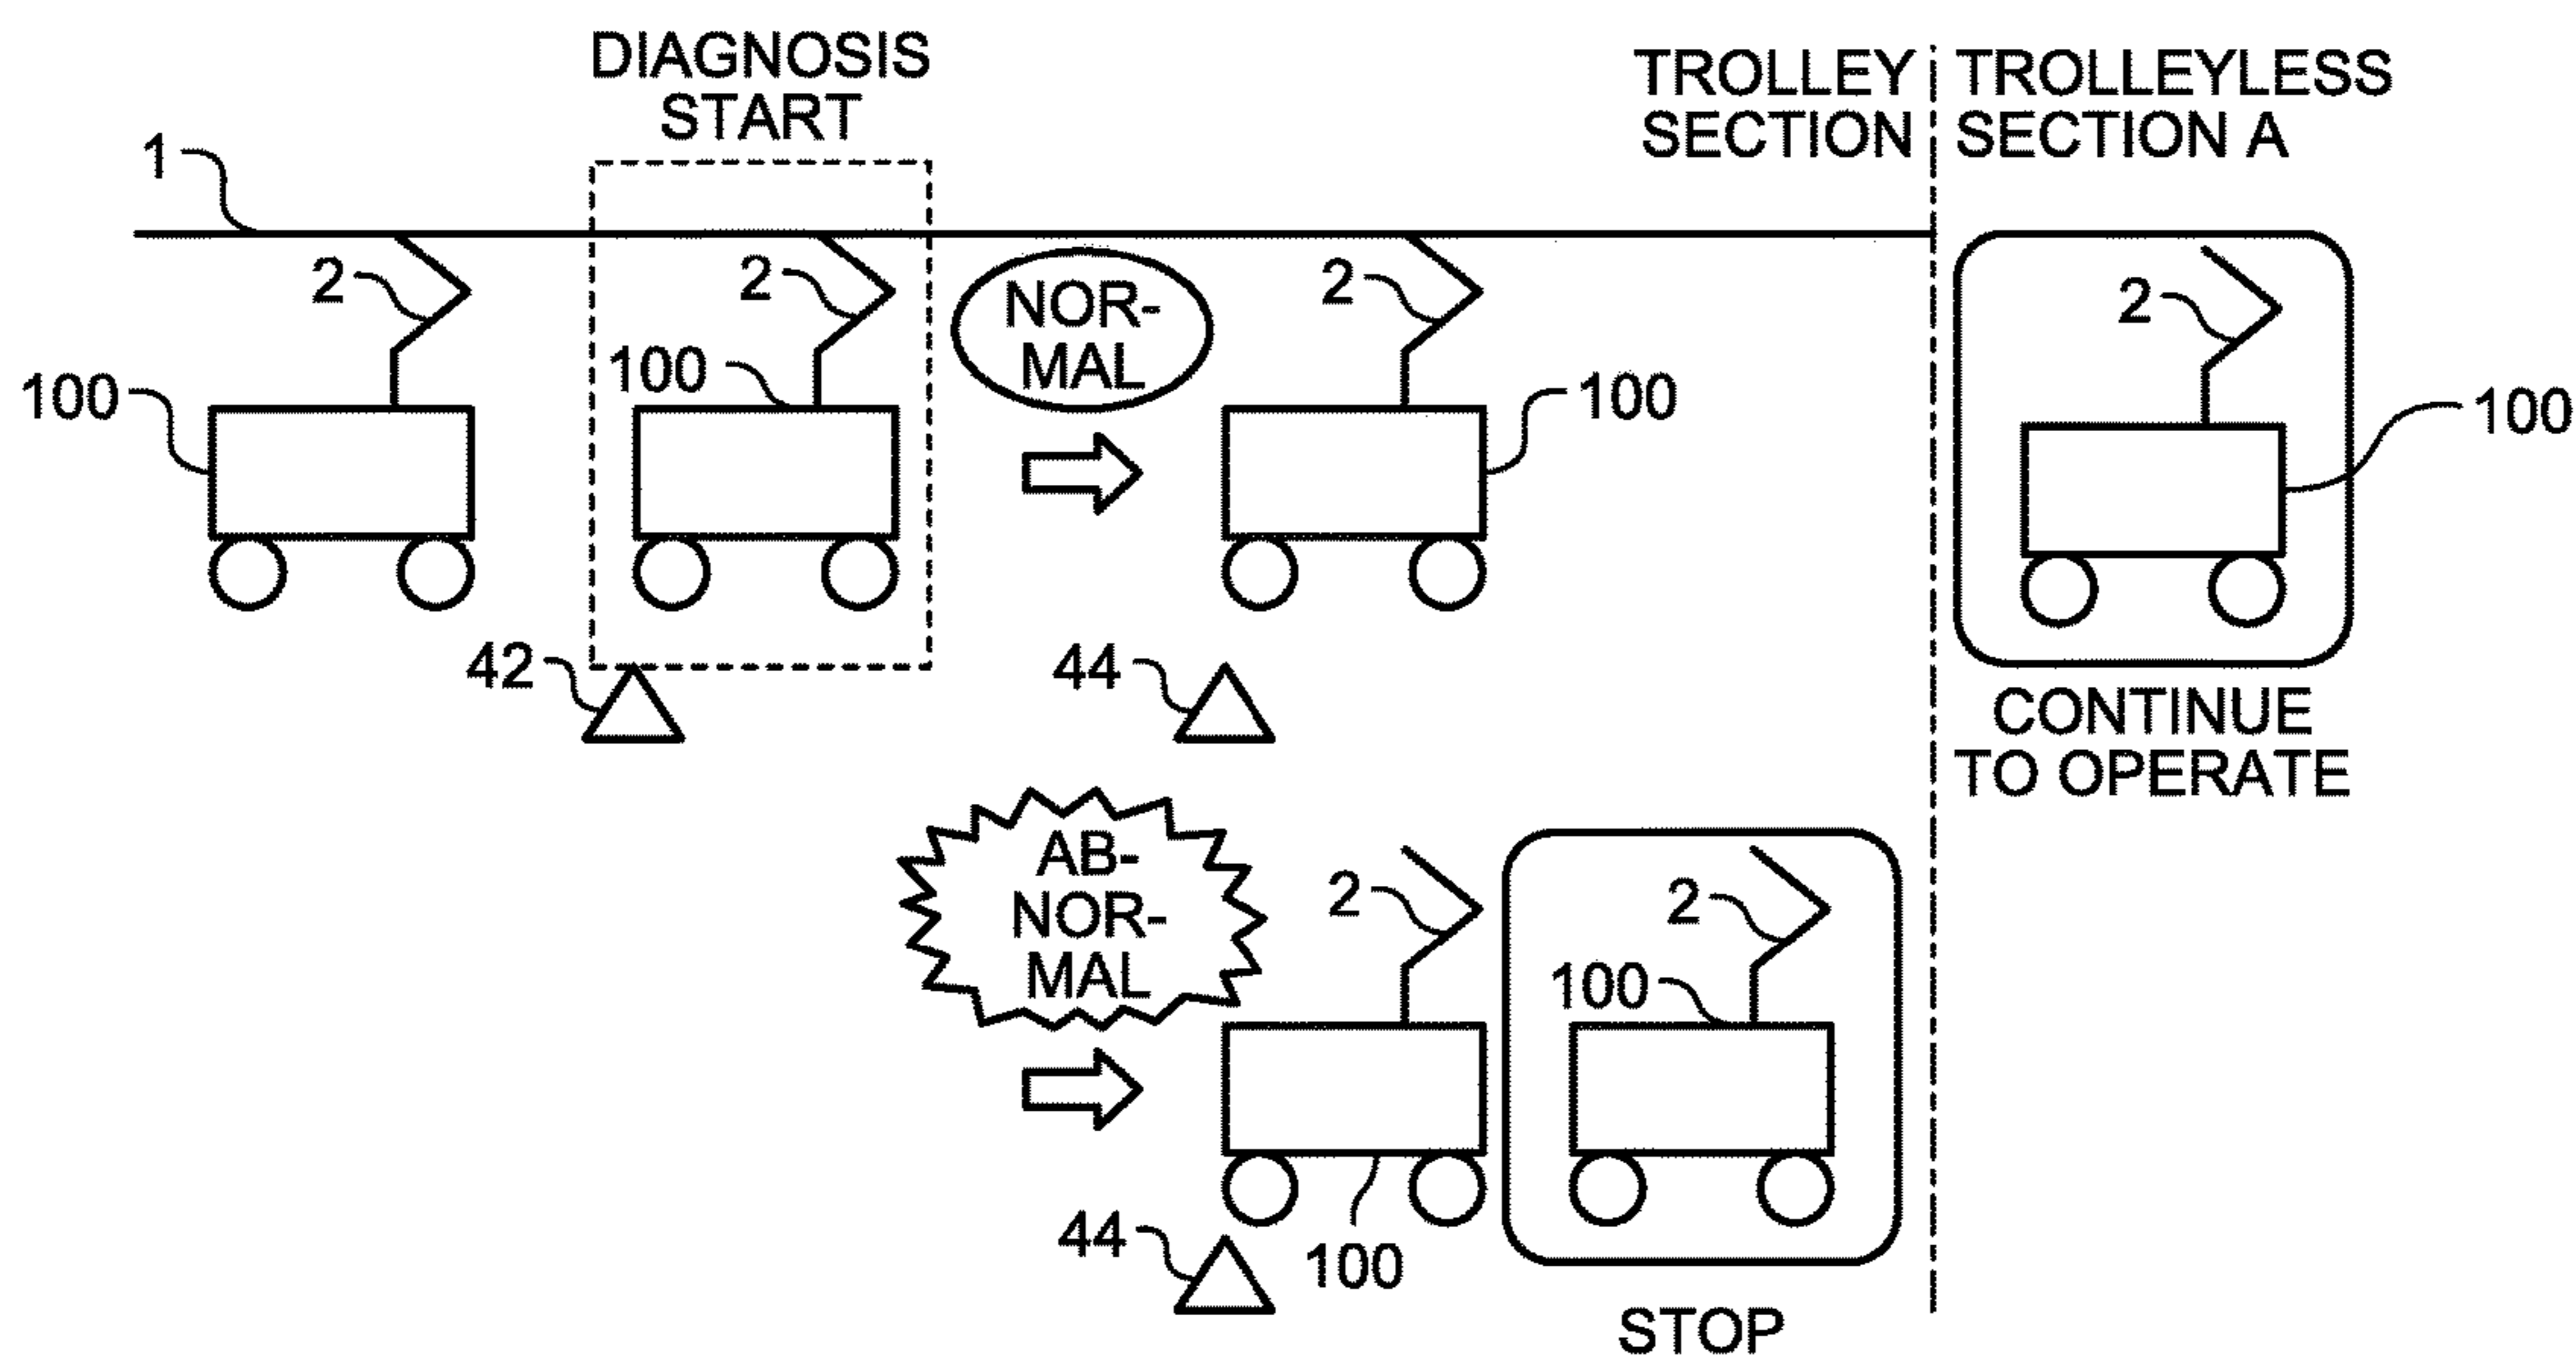 DIAGNOSIS
START
TROLLEY
SECTION
TROLLEYLESS
SECTION A
1
2
2
NOR-
MAL
2
2
100
100
100
100
42
44
CONTINUE
TO OPERATE
AB-
NOR-
MAL
2
2
100
44
100
STOP